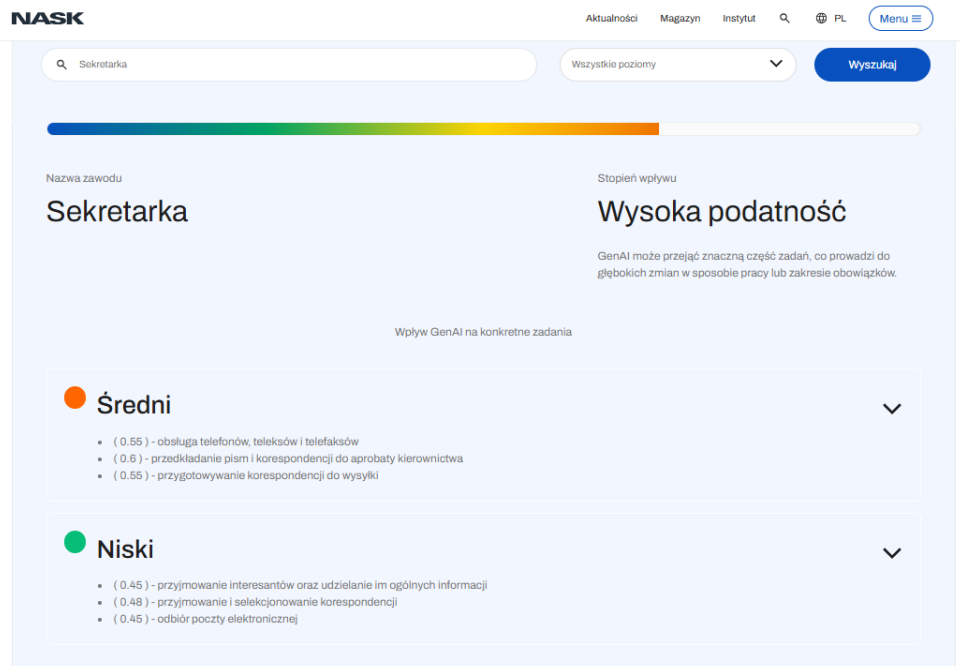 NASK
Aktualności Magazyn Instytut PL Menu
Sekretarka
Wszystkie poziomy
Wyszukaj
Nazwa zawodu
Sekretarka
Stopień wpływu
Wysoka podatność
GenAI może przejąć znaczną część zadań, co prowadzi do
głębokich zmian w sposobie pracy lub zakresie obowiązków.
Wpływ GenAI na konkretne zadania
Średni
( 0.55 ) - obsługa telefonów, teleksów i telefaksów
( 0.6 ) - przedkładanie pism i korespondencji do aprobaty kierownictwa
( 0.55 ) - przygotowywanie korespondencji do wysyłki
Niski
( 0.45 ) - przyjmowanie interesantów oraz udzielanie im ogólnych informacji
( 0.48 ) - przyjmowanie i selekcjonowanie korespondencji
( 0.45 ) - odbiór poczty elektronicznej